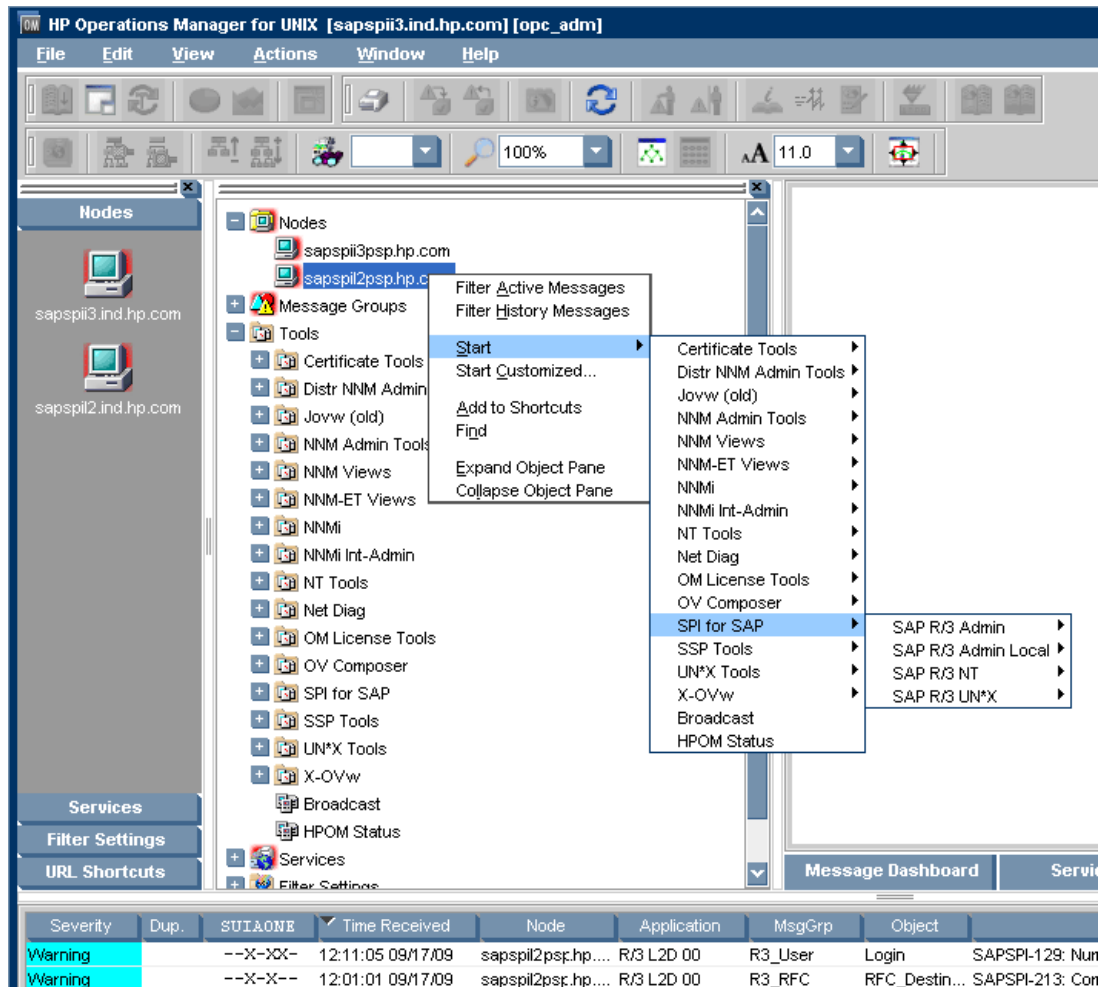 HP Operations Manager for UNIX [sapspii3.ind.hp.com] [opc_adm]
File Edit View Actions Window Help
100%
11.0
Nodes
sapspii3.ind.hp.com
sapspil2.ind.hp.com
Services
Filter Settings
URL Shortcuts
Nodes
sapspii3psp.hp.com
sapspil2psp.hp.c
Message Groups
Tools
Certificate Tools
Distr NNM Admin
Jovw (old)
NNM Admin Tools
NNM Views
NNM-ET Views
NNMi
NNMi Int-Admin
NT Tools
Net Diag
OM License Tools
OV Composer
SPI for SAP
SSP Tools
UN*X Tools
X-OVw
Broadcast
HPOM Status
Services
Filter Settings
Filter Active Messages
Filter History Messages
Start
Start Customized...
Add to Shortcuts
Find
Expand Object Pane
Collapse Object Pane
Certificate Tools
Distr NNM Admin Tools
Jovw (old)
NNM Admin Tools
NNM Views
NNM-ET Views
NNMi
NNMi Int-Admin
NT Tools
Net Diag
OM License Tools
OV Composer
SPI for SAP
SSP Tools
UN*X Tools
X-OVw
Broadcast
HPOM Status
SAP R/3 Admin
SAP R/3 Admin Local
SAP R/3 NT
SAP R/3 UN*X
Message Dashboard Servic
Severity Dup. SUIAONE Time Received Node Application MsgGrp Object
Warning --X-XX- 12:11:05 09/17/09 sapspil2psp.hp.... R/3 L2D 00 R3_User Login SAPSPI-129: Num
Warning --X-X-- 12:01:01 09/17/09 sapspil2psp.hp.... R/3 L2D 00 R3_RFC RFC_Destin... SAPSPI-213: Con